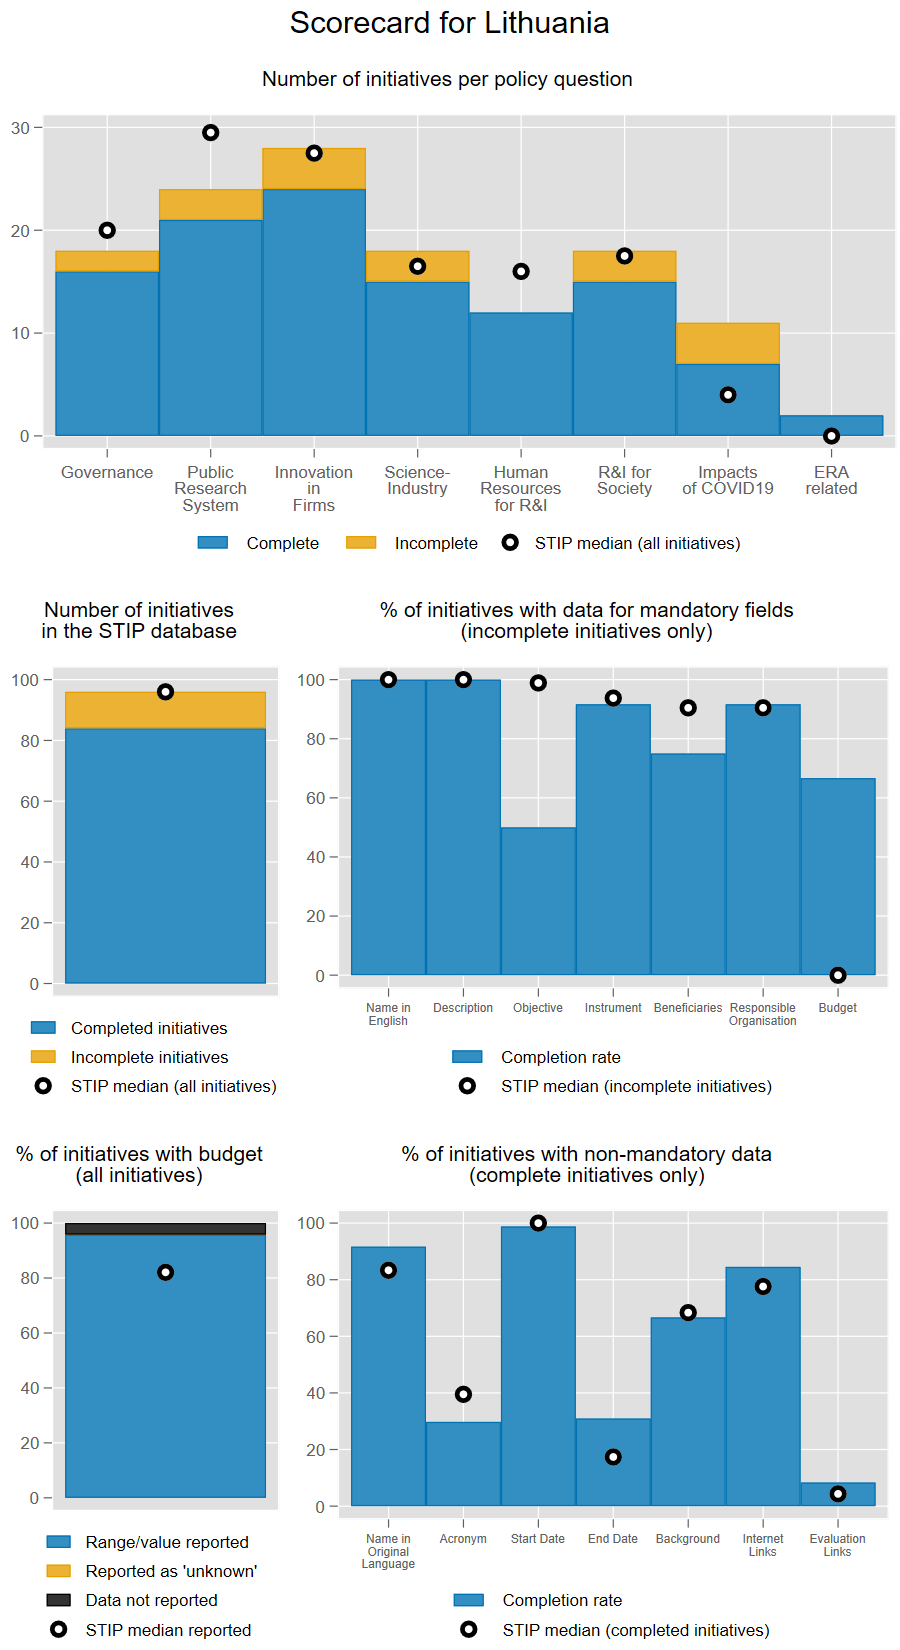 Scorecard for Lithuania
Number of initiatives per policy question
30
20
10
0
Governance
Public
Research
System
Innovation
in
Firms
Science-
Industry
Human
Resources
for R&I
R&I for
Society
Impacts
of COVID19
ERA
related
Complete
Incomplete
STIP median (all initiatives)
Number of initiatives
in the STIP database
100
80
60
40
20
0
Completed initiatives
Incomplete initiatives
STIP median (all initiatives)
% of initiatives with data for mandatory fields
(incomplete initiatives only)
100
80
60
40
20
0
Name in
English
Description
Objective
Instrument
Beneficiaries
Responsible
Organisation
Budget
Completion rate
STIP median (incomplete initiatives)
% of initiatives with budget
(all initiatives)
100
80
60
40
20
0
Range/value reported
Reported as 'unknown'
Data not reported
STIP median reported
% of initiatives with non-mandatory data
(complete initiatives only)
100
80
60
40
20
0
Name in
Original
Language
Acronym
Start Date
End Date
Background
Internet
Links
Evaluation
Links
Completion rate
STIP median (completed initiatives)